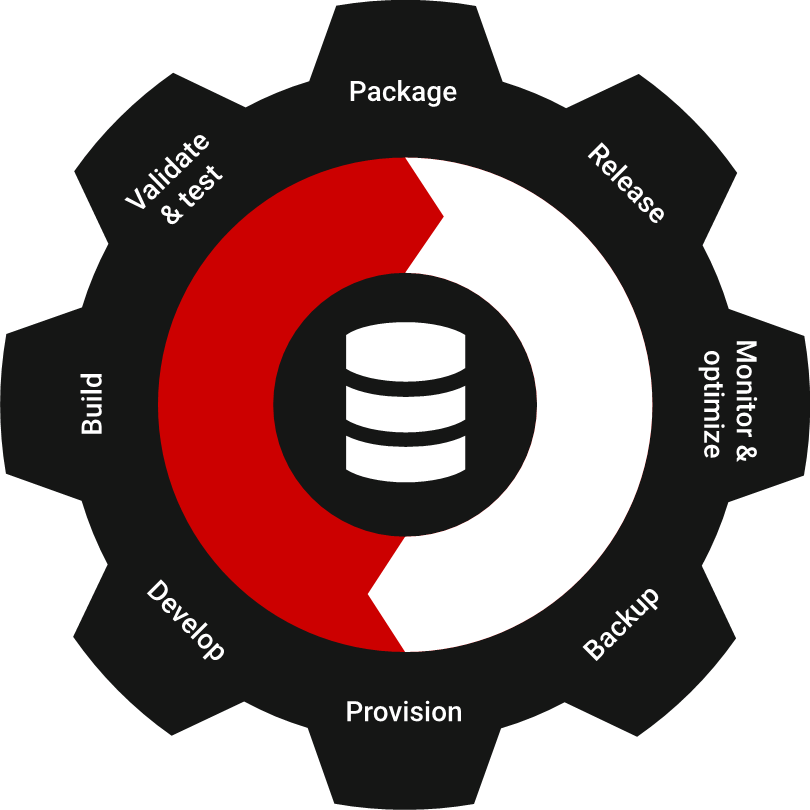 Package
Release
Monitor &
optimize
Backup
Provision
Develop
Build
Validate
& test